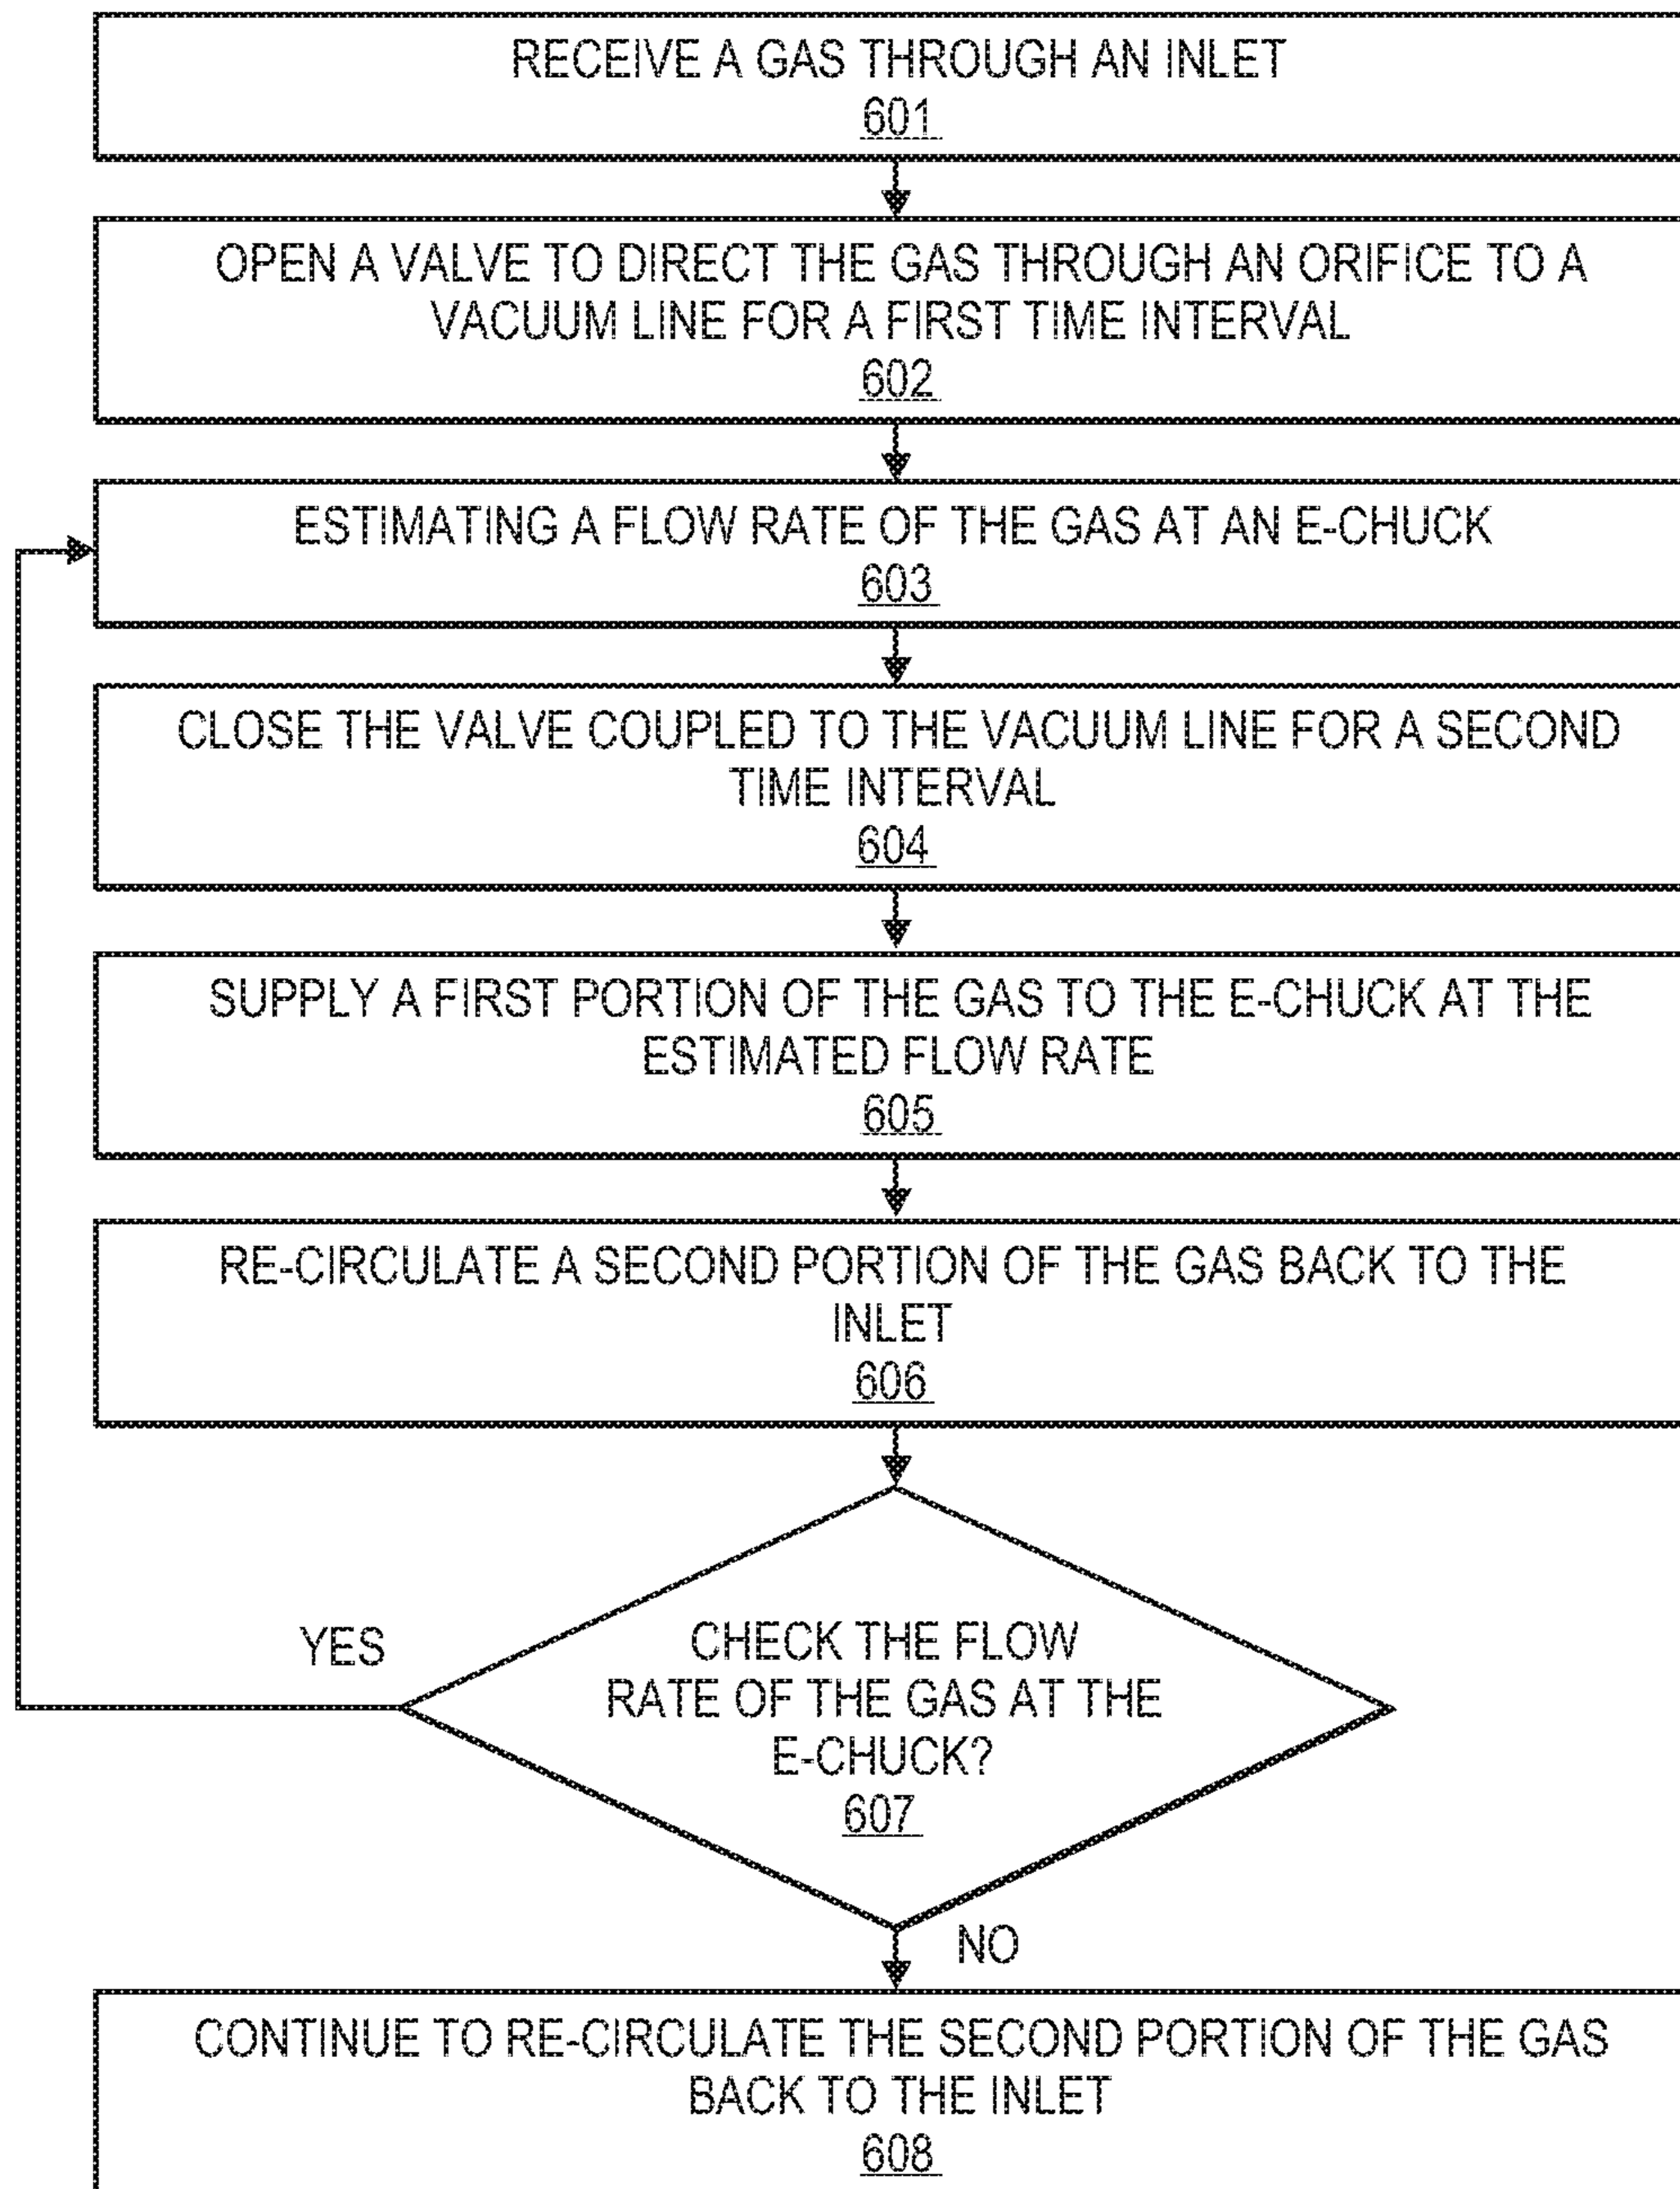 RECEIVE A GAS THROUGH AN INLET
601
OPEN A VALVE TO DIRECT THE GAS THROUGH AN ORIFICE TO A
VACUUM LINE FOR A FIRST TIME INTERVAL
602
ESTIMATING A FLOW RATE OF THE GAS AT AN E-CHUCK
603
CLOSE THE VALVE COUPLED TO THE VACUUM LINE FOR A SECOND
TIME INTERVAL
604
SUPPLY A FIRST PORTION OF THE GAS TO THE E-CHUCK AT THE
ESTIMATED FLOW RATE
605
RE-CIRCULATE A SECOND PORTION OF THE GAS BACK TO THE
INLET
606
YES
CHECK THE FLOW
RATE OF THE GAS AT THE
E-CHUCK?
607
NO
CONTINUE TO RE-CIRCULATE THE SECOND PORTION OF THE GAS
BACK TO THE INLET
608